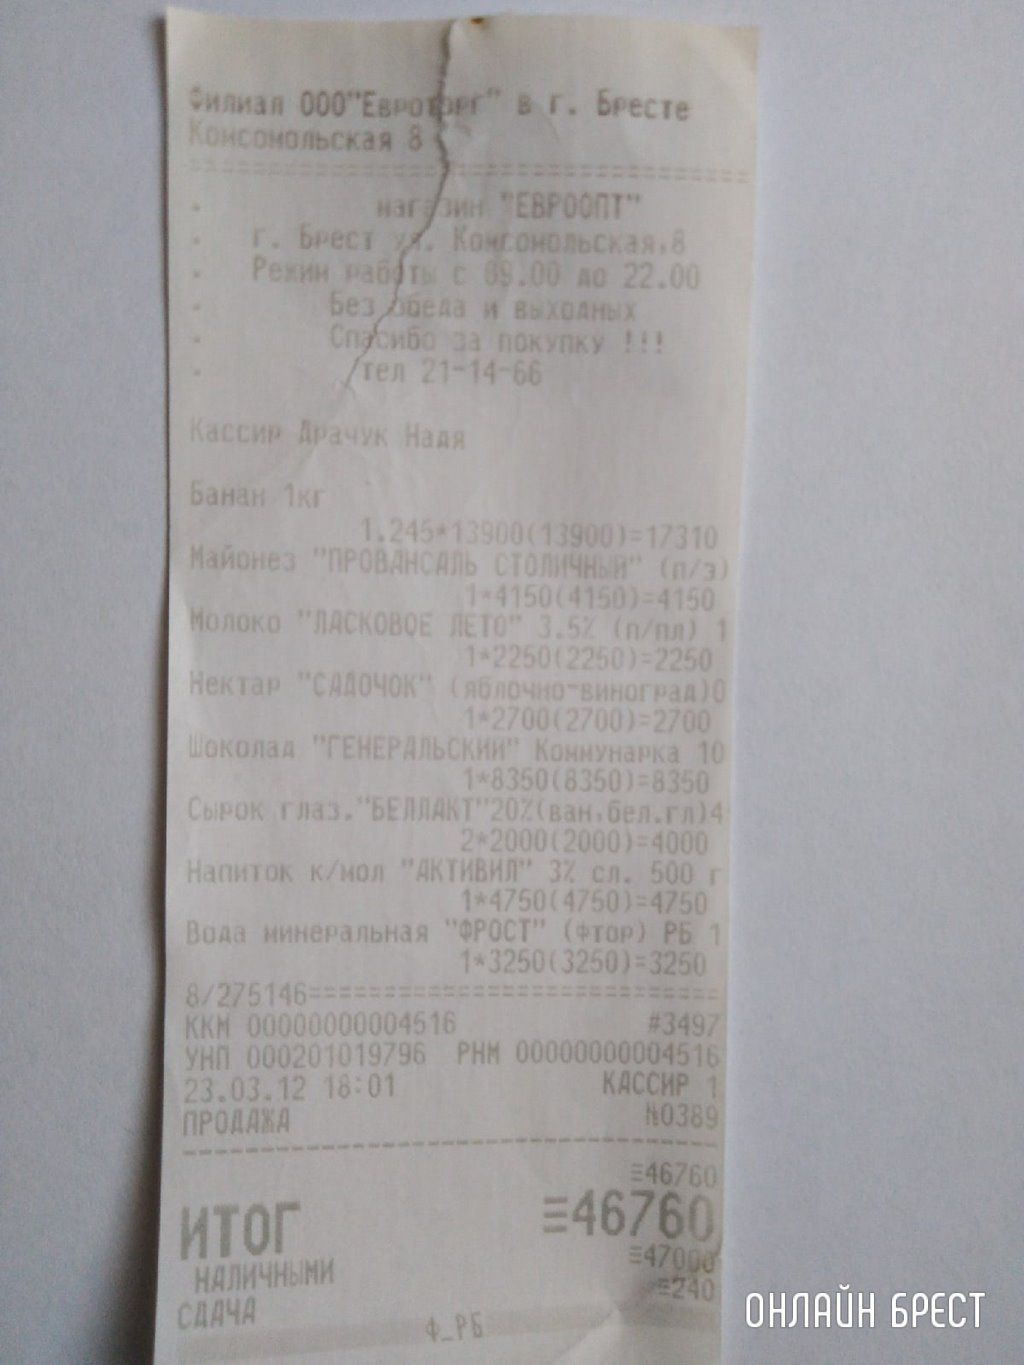 Филиал ООО"Евроторг" в г. Бресте
Комсомольская 8
магазин "ЕВРООПТ"
г. Брест ул. Комсомольская,8
Режим работы с 09.00 до 22.00
Без обеда и выходных
Спасибо за покупку !!!
тел 21-14-66
Кассир Драчук Надя
Банан 1кг
1.245*13900(13900)=17310
Майонез "ПРОВАНСАЛЬ СТОЛИЧНЫЙ" (п/э)
1*4150(4150)=4150
Молоко "ЛАСКОВОЕ ЛЕТО" 3.5% (п/пл) 1
1*2250(2250)=2250
Нектар "САДОЧОК" (яблочно-виноград)0
1*2700(2700)=2700
Шоколад "ГЕНЕРАЛЬСКИЙ" Коммунарка 10
1*8350(8350)=8350
Сырок глаз."БЕЛЛАКТ"20%(ван.бел.гл)4
2*2000(2000)=4000
Напиток к/мол "АКТИВИЛ" 3% сл. 500 г
1*4750(4750)=4750
Вода минеральная "ФРОСТ" (фтор) РБ 1
1*3250(3250)=3250
8/275146============================
ККМ 00000000004516 #3497
УНП 000201019796 РНМ 00000000004516
23.03.12 18:01 КАССИР 1
ПРОДАЖА №0389
≡46760
ИТОГ ≡46760
НАЛИЧНЫМИ ≡47000
СДАЧА ≡240
Ф_РБ
ОНЛАЙН БРЕСТ